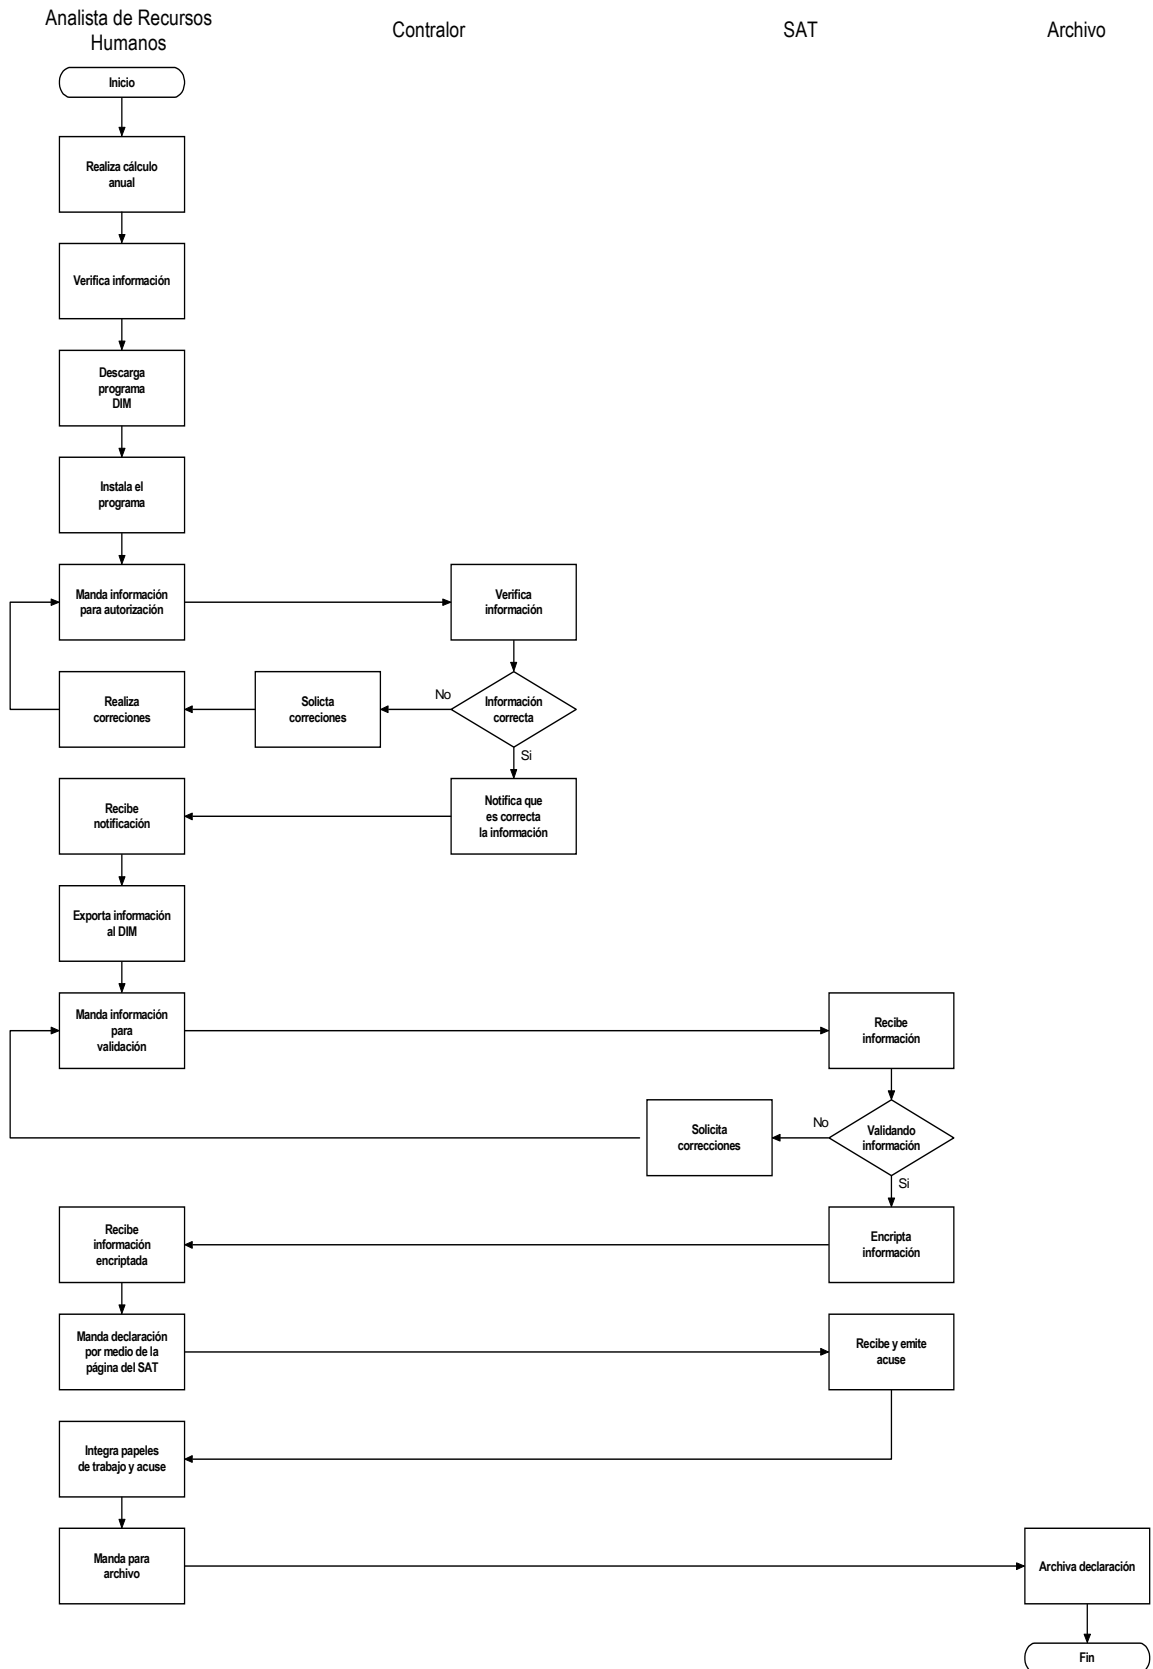 Analista de Recursos
Humanos
Contralor
SAT
Archivo
Inicio
Realiza cálculo
anual
Verifica información
Descarga
programa
DIM
Instala el
programa
Manda información
para autorización
Verifica
información
Realiza
correciones
Solicta
correciones
No
Información
correcta
Si
Recibe
notificación
Notifica que
es correcta
la información
Exporta información
al DIM
Manda información
para
validación
Recibe
información
Solicita
correcciones
No
Validando
información
Si
Recibe
información
encriptada
Encripta
información
Manda declaración
por medio de la
página del SAT
Recibe y emite
acuse
Integra papeles
de trabajo y acuse
Manda para
archivo
Archiva declaración
Fin